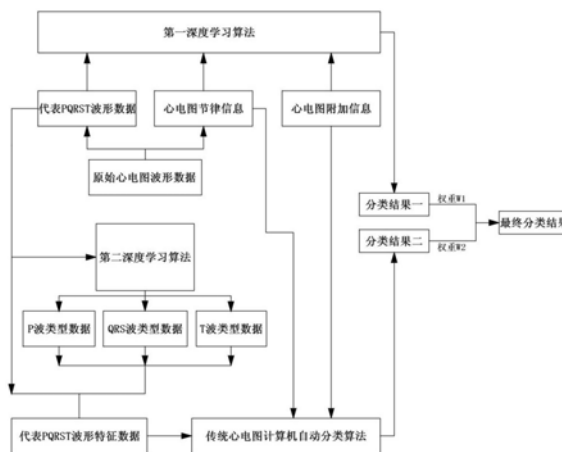 第一深度学习算法
代表PQRST波形数据
心电图节律信息
心电图附加信息
原始心电图波形数据
分类结果一
权重W1
最终分类结果
分类结果二
权重W2
第二深度学习算法
P波类型数据
QRS波类型数据
T波类型数据
代表PQRST波形特征数据
传统心电图计算机自动分类算法